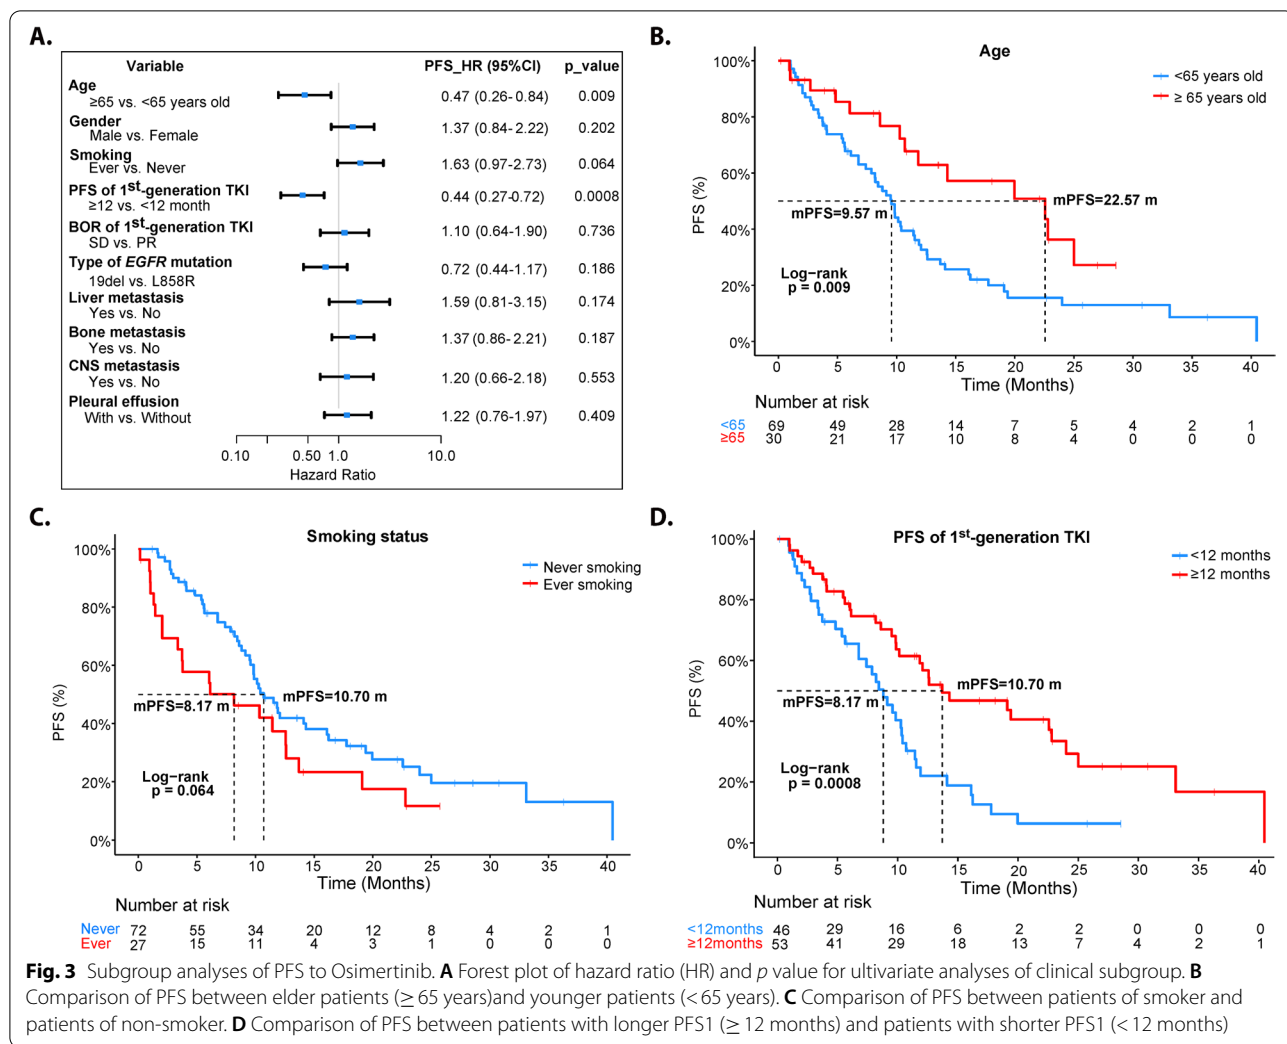 A.
Variable PFS_HR (95%CI) p_value
Age
≥65 vs. <65 years old 0.47 (0.26-0.84) 0.009
Gender
Male vs. Female 1.37 (0.84-2.22) 0.202
Smoking
Ever vs. Never 1.63 (0.97-2.73) 0.064
PFS of 1st-generation TKI
≥12 vs. <12 month 0.44 (0.27-0.72) 0.0008
BOR of 1st-generation TKI
SD vs. PR 1.10 (0.64-1.90) 0.736
Type of EGFR mutation
19del vs. L858R 0.72 (0.44-1.17) 0.186
Liver metastasis
Yes vs. No 1.59 (0.81-3.15) 0.174
Bone metastasis
Yes vs. No 1.37 (0.86-2.21) 0.187
CNS metastasis
Yes vs. No 1.20 (0.66-2.18) 0.553
Pleural effusion
With vs. Without 1.22 (0.76-1.97) 0.409
0.10 0.50 1.0 10.0
Hazard Ratio
B.
Age
<65 years old
≥ 65 years old
100%
80%
60%
40%
20%
0%
PFS (%)
mPFS=9.57 m
mPFS=22.57 m
Log-rank
p = 0.009
0 5 10 15 20 25 30 35 40
Time (Months)
Number at risk
<65 69 49 28 14 7 5 4 2 1
≥65 30 21 17 10 8 4 0 0 0
C.
Smoking status
Never smoking
Ever smoking
100%
80%
60%
40%
20%
0%
PFS (%)
mPFS=8.17 m
mPFS=10.70 m
Log-rank
p = 0.064
0 5 10 15 20 25 30 35 40
Time (Months)
Number at risk
Never 72 55 34 20 12 8 4 2 1
Ever 27 15 11 4 3 1 0 0 0
D.
PFS of 1st-generation TKI
<12 months
≥12 months
100%
80%
60%
40%
20%
0%
PFS (%)
mPFS=8.17 m
mPFS=10.70 m
Log-rank
p = 0.0008
0 5 10 15 20 25 30 35 40
Time (Months)
Number at risk
<12months 46 29 16 6 2 2 0 0 0
≥12months 53 41 29 18 13 7 4 2 1
Fig. 3 Subgroup analyses of PFS to Osimertinib. A Forest plot of hazard ratio (HR) and p value for ultivariate analyses of clinical subgroup. B
Comparison of PFS between elder patients (≥ 65 years)and younger patients (< 65 years). C Comparison of PFS between patients of smoker and
patients of non-smoker. D Comparison of PFS between patients with longer PFS1 (≥ 12 months) and patients with shorter PFS1 (< 12 months)